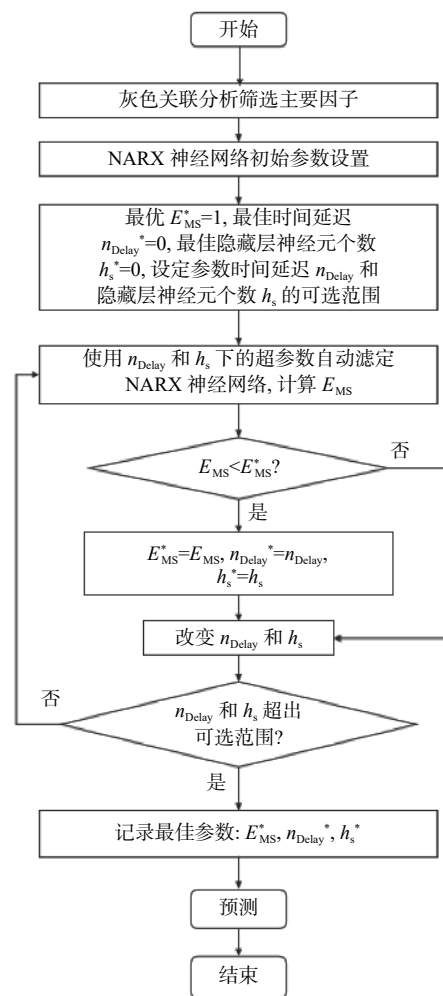 开始
灰色关联分析筛选主要因子
NARX 神经网络初始参数设置
最优 E*MS=1, 最佳时间延迟
nDelay*=0, 最佳隐藏层神经元个数
hs*=0, 设定参数时间延迟 nDelay 和
隐藏层神经元个数 hs 的可选范围
使用 nDelay 和 hs 下的超参数自动滤定
NARX 神经网络, 计算 EMS
EMS<E*MS?
否
是
E*MS=EMS, nDelay*=nDelay,
hs*=hs
改变 nDelay 和 hs
否
nDelay 和 hs 超出
可选范围?
是
记录最佳参数: E*MS, nDelay*, hs*
预测
结束